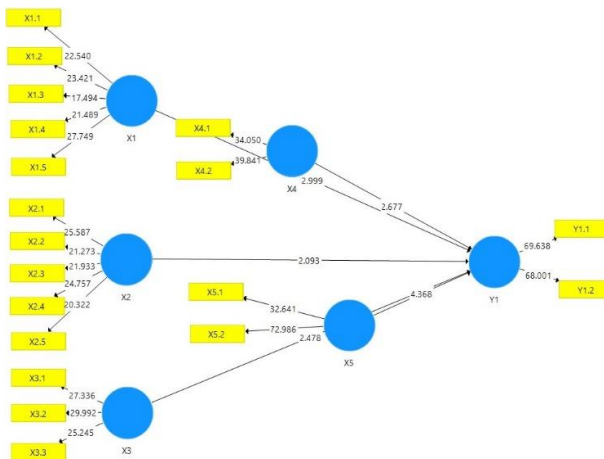 X1.1
22.540
X1.2
23.421
X1.3
17.494
X1.4
21.489
27.749
X1.5
X1
X4.1
34.050
X4.2
39.841
X4
2.999
2.677
X2.1
25.587
X2.2
21.273
X2.3
21.933
X2.4
24.757
20.322
X2.5
X2
2.093
Y1.1
69.638
Y1.2
68.001
Y1
X5.1
32.641
X5.2
72.986
X5
4.368
2.478
X3.1
27.336
X3.2
29.992
X3.3
25.245
X3